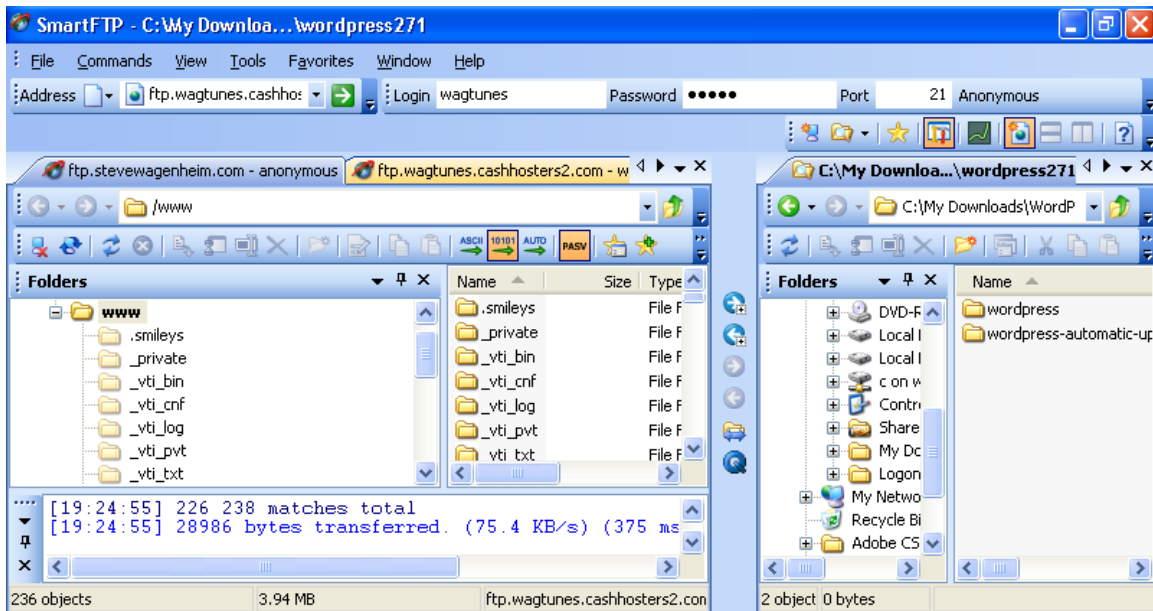 SmartFTP - C:\My Downloa...\wordpress271
File Commands View Tools Favorites Window Help
Address ftp.wagtunes.cashhos Login wagtunes Password ●●●●● Port 21 Anonymous
ftp.stevewagenheim.com - anonymous ftp.wagtunes.cashhosters2.com - w
C:\My Downloa...\wordpress271
/www
C:\My Downloads\WordP
ASCII 10101 AUTO PASV
Folders
www
.smileys
_private
_vti_bin
_vti_cnf
_vti_log
_vti_pvt
_vti_txt
Name Size Type
.smileys File F
_private File F
_vti_bin File F
_vti_cnf File F
_vti_log File F
_vti_pvt File F
_vti_txt File F
Folders
DVD-R
Local
Local
c on w
Contr
Share
My Dc
Logon
My Netwo
Recycle Bi
Adobe CS
Name
wordpress
wordpress-automatic-up
[19:24:55] 226 238 matches total
[19:24:55] 28986 bytes transferred. (75.4 KB/s) (375 ms
236 objects 3.94 MB ftp.wagtunes.cashhosters2.con
2 object 0 bytes